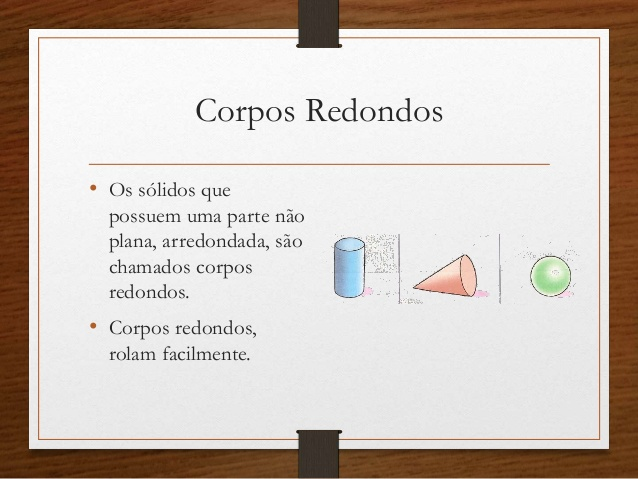 Corpos Redondos
• Os sólidos que
possuem uma parte não
plana, arredondada, são
chamados corpos
redondos.
• Corpos redondos,
rolam facilmente.